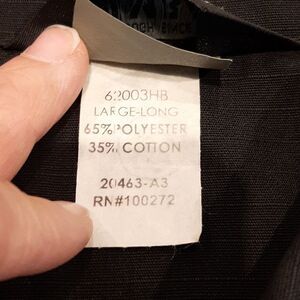 62003HB
LARGE-LONG
65% POLYESTER
35% COTTON
20463-A3
RN#100272